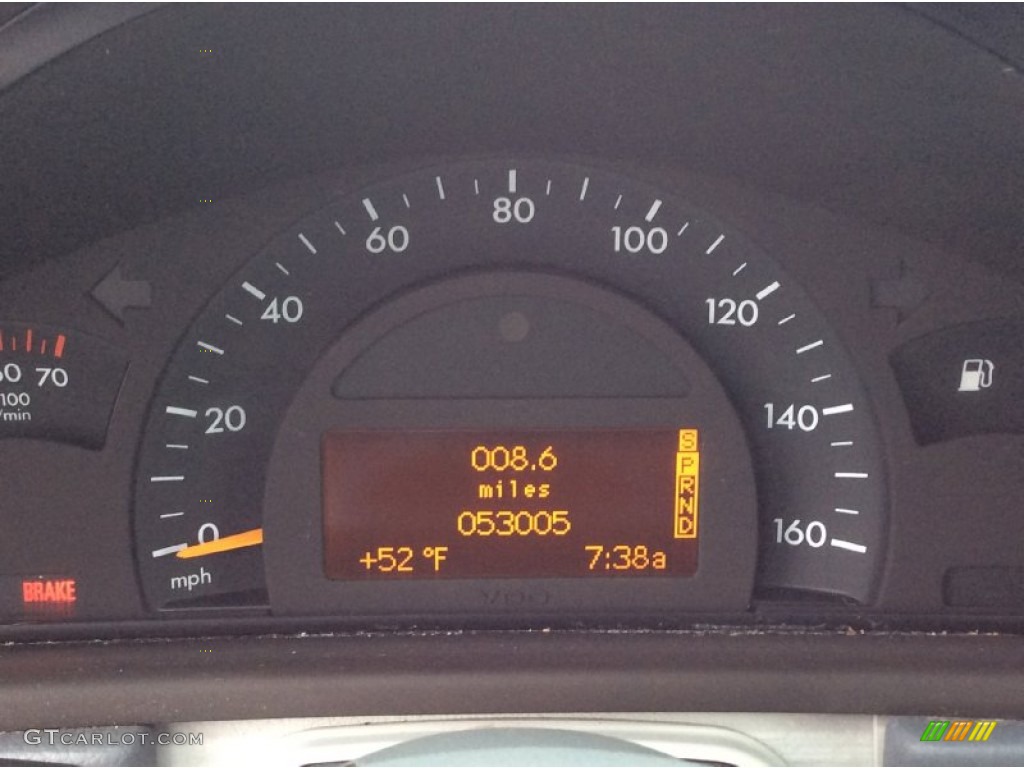 80
60
100
40
120
60 70
20
140
100
/min
008.6
miles
053005
S
P
R
N
D
0
160
+52 °F
7:38a
mph
BRAKE
VDO
GTCARLOT.COM